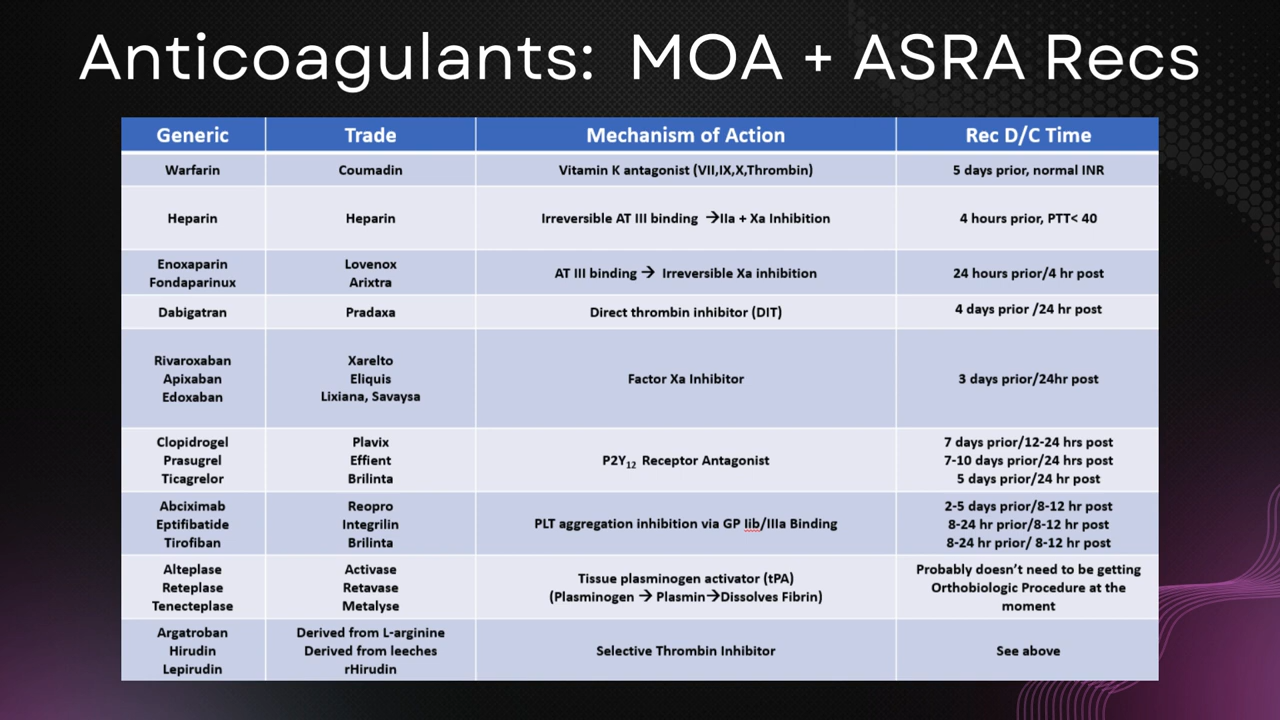 Anticoagulants: MOA + ASRA Recs
Generic Trade Mechanism of Action Rec D/C Time
Warfarin Coumadin Vitamin K antagonist (VII,IX,X,Thrombin) 5 days prior, normal INR
Heparin Heparin Irreversible AT III binding →IIa + Xa Inhibition 4 hours prior, PTT< 40
Enoxaparin
Fondaparinux
Lovenox
Arixtra
AT III binding → Irreversible Xa inhibition
24 hours prior/4 hr post
Dabigatran Pradaxa Direct thrombin inhibitor (DIT) 4 days prior /24 hr post
Rivaroxaban
Apixaban
Edoxaban
Xarelto
Eliquis
Lixiana, Savaysa
Factor Xa Inhibitor
3 days prior/24hr post
Clopidrogel
Prasugrel
Ticagrelor
Plavix
Effient
Brilinta
P2Y12 Receptor Antagonist
7 days prior/12-24 hrs post
7-10 days prior/24 hrs post
5 days prior/24 hr post
Abciximab
Eptifibatide
Tirofiban
Reopro
Integrilin
Brilinta
PLT aggregation inhibition via GP Iib/IIIa Binding
2-5 days prior/8-12 hr post
8-24 hr prior/8-12 hr post
8-24 hr prior/ 8-12 hr post
Alteplase
Reteplase
Tenecteplase
Activase
Retavase
Metalyse
Tissue plasminogen activator (tPA)
(Plasminogen → Plasmin→Dissolves Fibrin)
Probably doesn't need to be getting
Orthobiologic Procedure at the
moment
Argatroban
Hirudin
Lepirudin
Derived from L-arginine
Derived from leeches
rHirudin
Selective Thrombin Inhibitor
See above